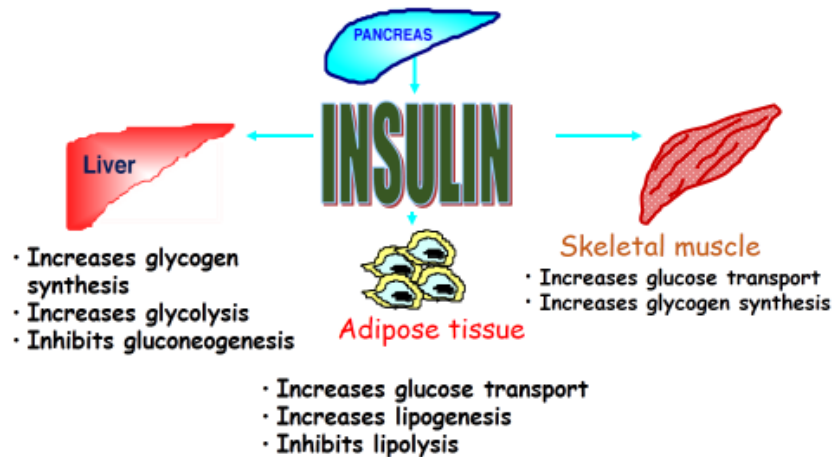 PANCREAS
INSULIN
Liver
· Increases glycogen
synthesis
· Increases glycolysis
· Inhibits gluconeogenesis
Adipose tissue
· Increases glucose transport
· Increases lipogenesis
· Inhibits lipolysis
Skeletal muscle
· Increases glucose transport
· Increases glycogen synthesis